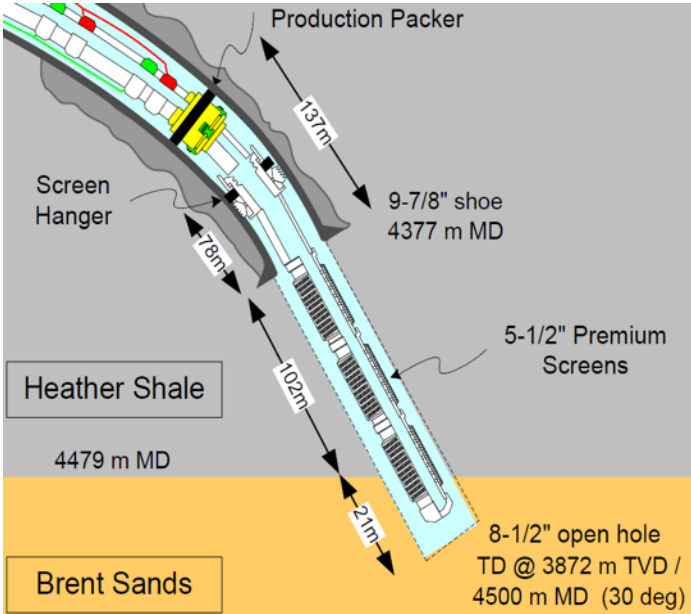 Production Packer
137m
Screen
Hanger
9-7/8" shoe
4377 m MD
78m
5-1/2" Premium
Screens
102m
Heather Shale
4479 m MD
21m
8-1/2" open hole
TD @ 3872 m TVD /
4500 m MD (30 deg)
Brent Sands